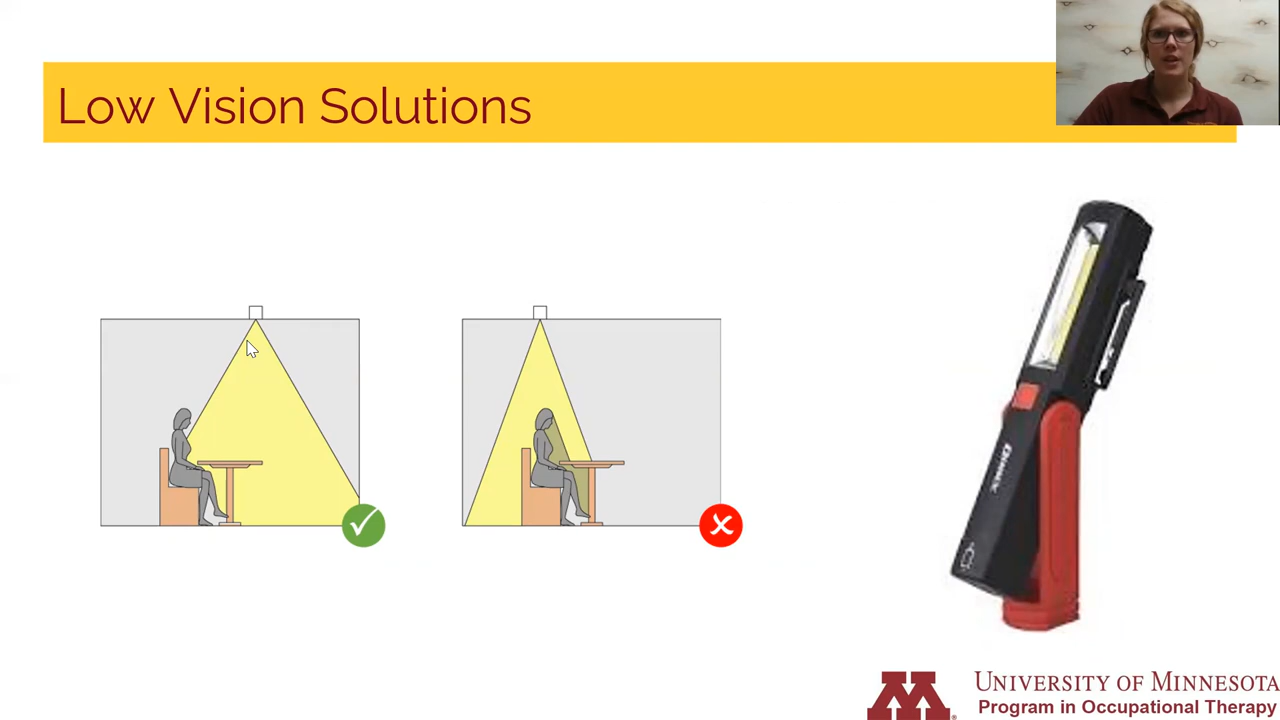 Low Vision Solutions
UNIVERSITY OF MINNESOTA
Program in Occupational Therapy